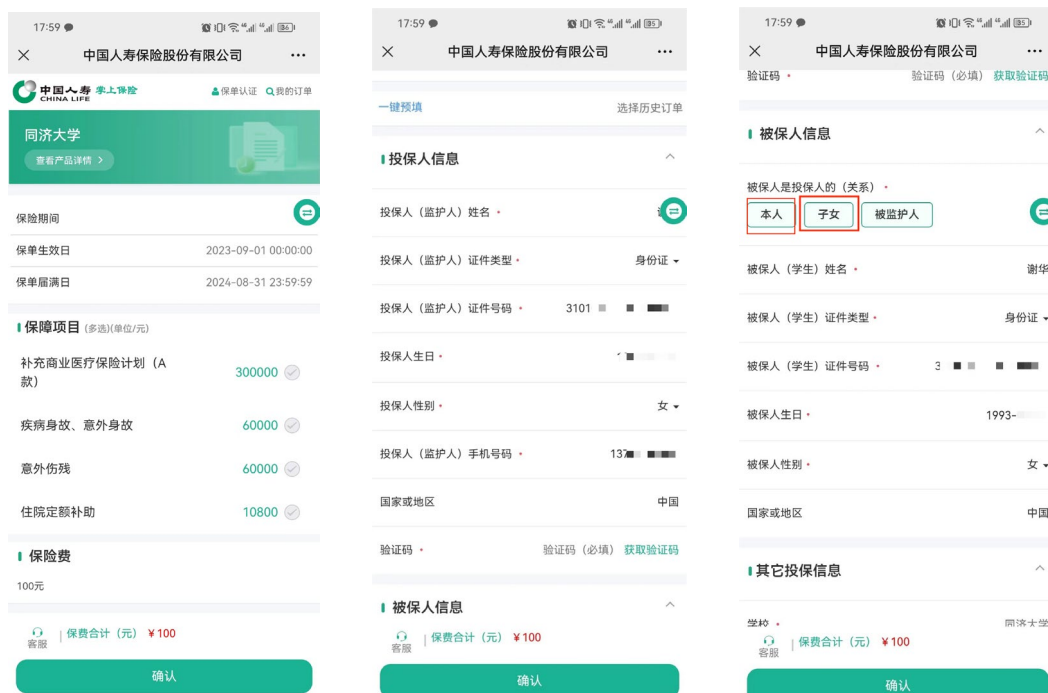 17:59
86
中国人寿保险股份有限公司
中国人寿 掌上保险
CHINA LIFE
保单认证
我的订单
同济大学
查看产品详情 >
保险期间
保单生效日 2023-09-01 00:00:00
保单届满日 2024-08-31 23:59:59
保障项目 (多选)(单位/元)
补充商业医疗保险计划（A
款） 300000
疾病身故、意外身故 60000
意外伤残 60000
住院定额补助 10800
保险费
100元
客服
保费合计（元） ￥100
确认
17:59
85
中国人寿保险股份有限公司
一键预填 选择历史订单
投保人信息
投保人（监护人）姓名 *
投保人（监护人）证件类型 * 身份证
投保人（监护人）证件号码 * 3101
投保人生日 *
投保人性别 * 女
投保人（监护人）手机号码 * 137
国家或地区 中国
验证码 * 验证码（必填） 获取验证码
被保人信息
客服
保费合计（元） ￥100
确认
17:59
85
中国人寿保险股份有限公司
验证码 * 验证码（必填） 获取验证码
被保人信息
被保人是投保人的（关系） *
本人 子女 被监护人
被保人（学生）姓名 * 谢华
被保人（学生）证件类型 * 身份证
被保人（学生）证件号码 * 3
被保人生日 * 1993-
被保人性别 * 女
国家或地区 中国
其它投保信息
学校 * 同济大学
客服
保费合计（元） ￥100
确认